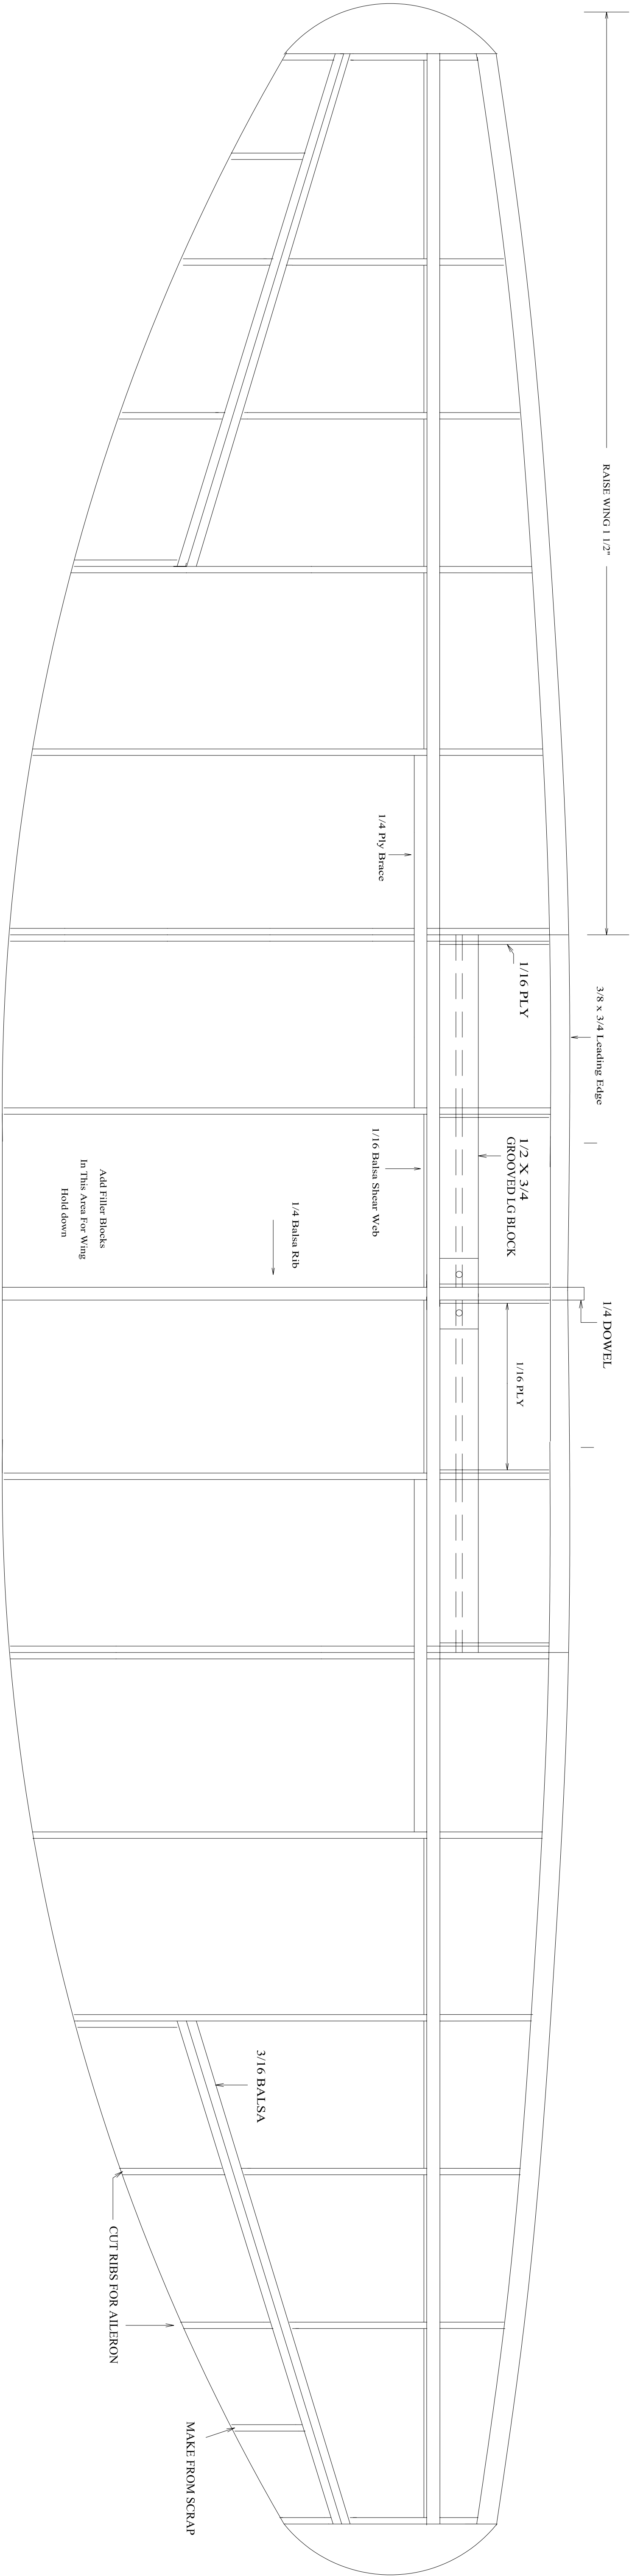 RAISE WING 1 1/2"
1/4 Ply Brace
1/16 PLY
3/8 x 3/4 Leading Edge
1/2 X 3/4
GROOVED LG BLOCK
1/16 Balsa Shear Web
Add Filler Blocks
In This Area For Wing
Hold down
1/4 Balsa Rib
1/4 DOWEL
1/16 PLY
3/16 BALSA
CUT RIBS FOR AILERON
MAKE FROM SCRAP